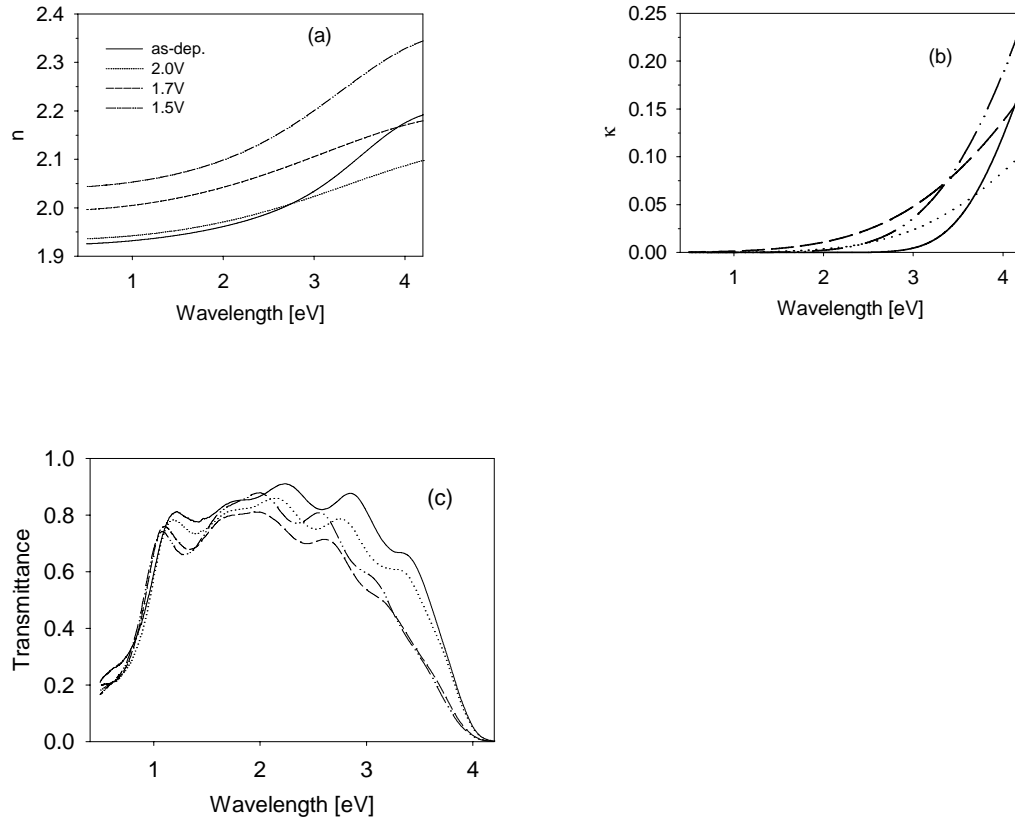 2.4
2.3
2.2
2.1
2.0
1.9
n
(a)
as-dep.
2.0V
1.7V
1.5V
1 2 3 4
Wavelength [eV]
0.25
0.20
0.15
0.10
0.05
0.00
κ
(b)
1 2 3 4
Wavelength [eV]
1.0
0.8
0.6
0.4
0.2
0.0
Transmittance
(c)
1 2 3 4
Wavelength [eV]